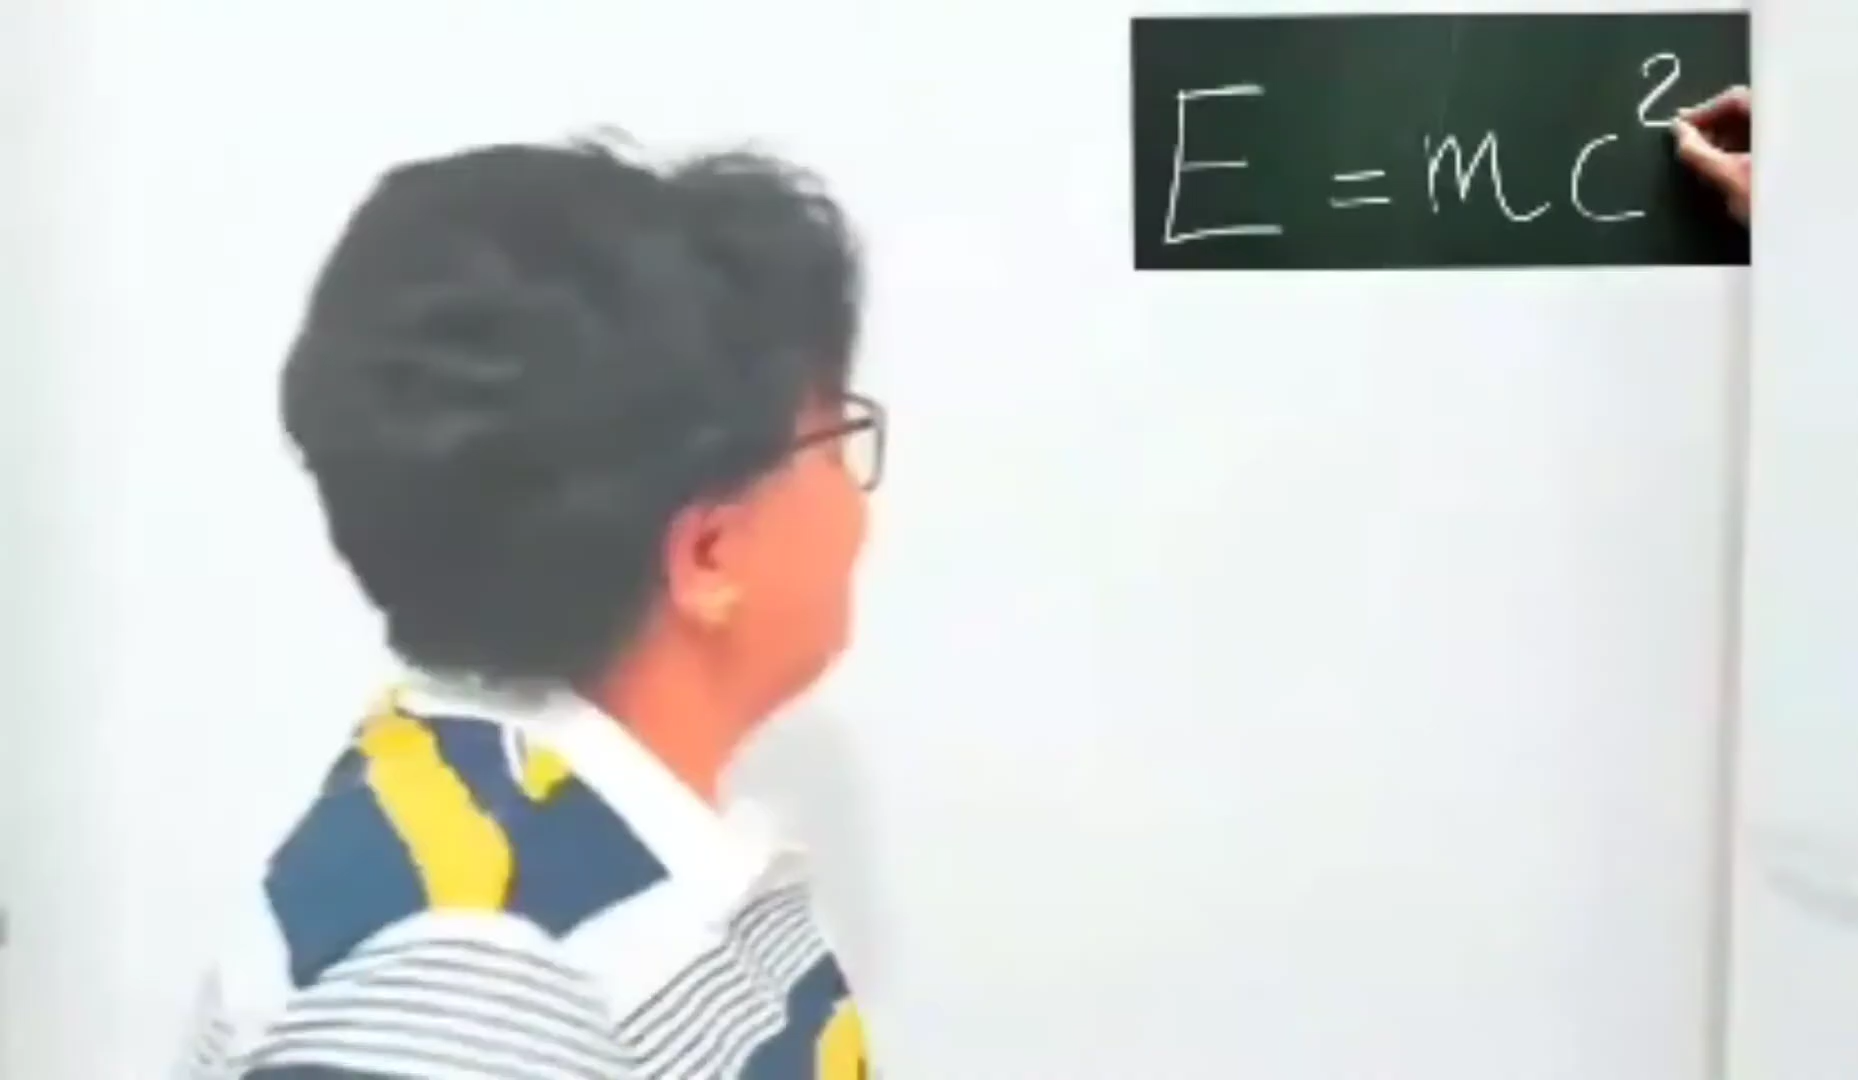 E = mc²